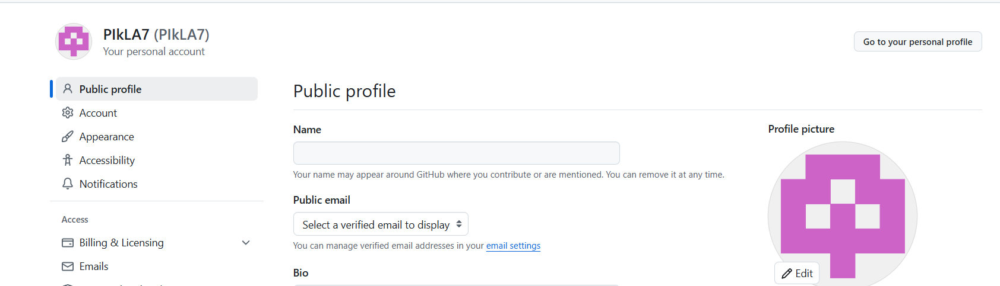 PIkLA7 (PIkLA7)
Your personal account
Go to your personal profile
Public profile
Account
Appearance
Accessibility
Notifications
Access
Billing & Licensing
Emails
Public profile
Name
Your name may appear around GitHub where you contribute or are mentioned. You can remove it at any time.
Public email
Select a verified email to display
You can manage verified email addresses in your email settings
Bio
Profile picture
Edit